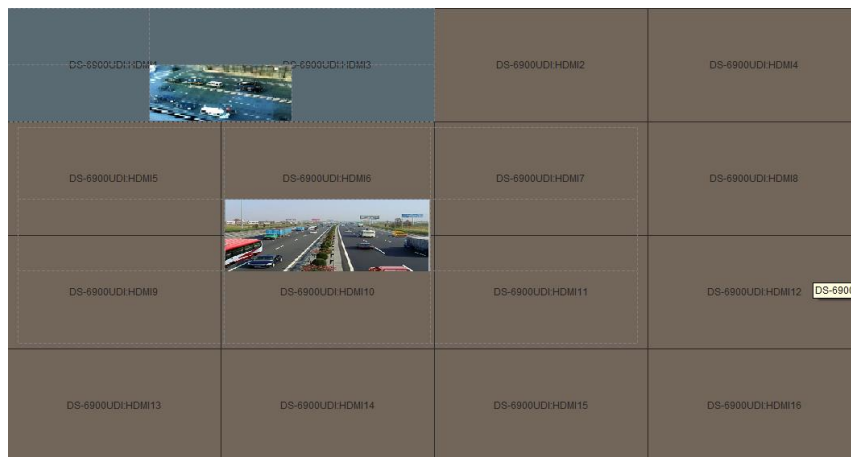 DS-6900UDI:HDMI1
DS-6900UDI:HDMI3
DS-6900UDI:HDMI2
DS-6900UDI:HDMI4
DS-6900UDI:HDMI5
DS-6900UDI:HDMI6
DS-6900UDI:HDMI7
DS-6900UDI:HDMI8
DS-6900UDI:HDMI9
DS-6900UDI:HDMI10
DS-6900UDI:HDMI11
DS-6900UDI:HDMI12
DS-690
DS-6900UDI:HDMI13
DS-6900UDI:HDMI14
DS-6900UDI:HDMI15
DS-6900UDI:HDMI16